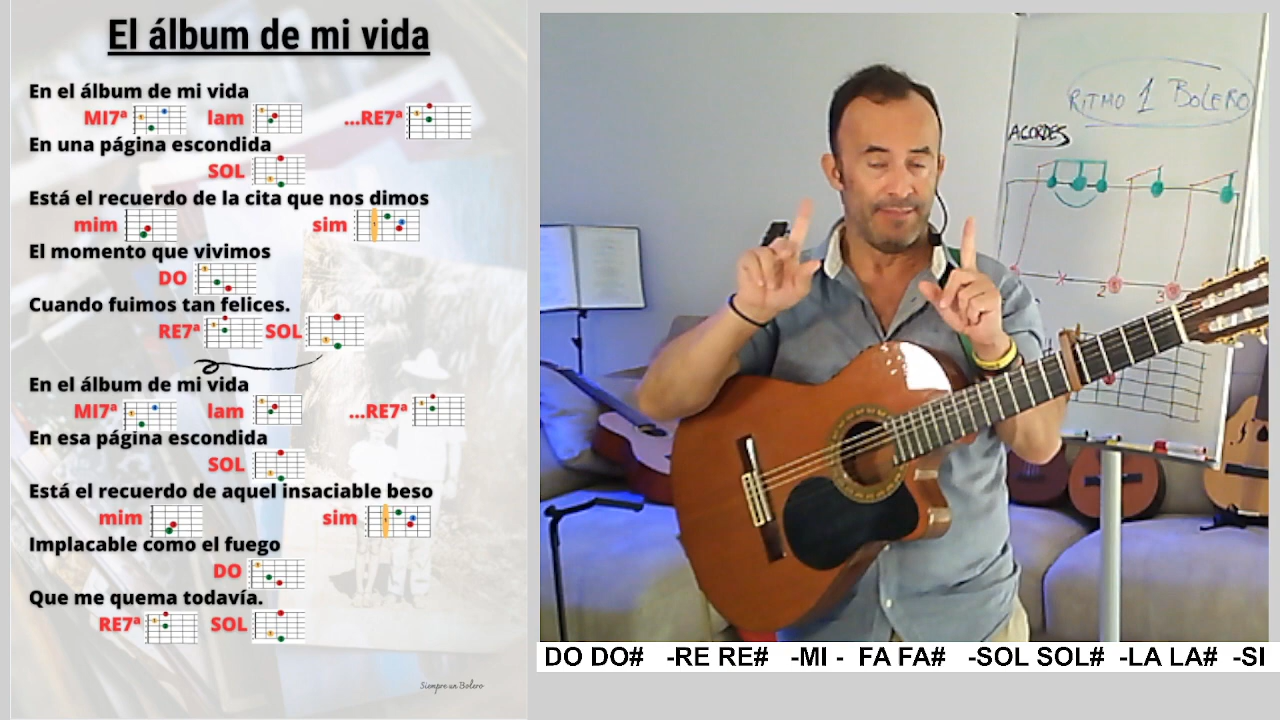 El álbum de mi vida
En el álbum de mi vida
MI7ª lam ...RE7ª
En una página escondida
SOL
Está el recuerdo de la cita que nos dimos
mim sim
El momento que vivimos
DO
Cuando fuimos tan felices.
RE7ª SOL
En el álbum de mi vida
MI7ª lam ...RE7ª
En esa página escondida
SOL
Está el recuerdo de aquel insaciable beso
mim sim
Implacable como el fuego
DO
Que me quema todavía.
RE7ª SOL
Siempre un Bolero
RITMO 1 BOLERO
ACORDES
2 3
DO DO# -RE RE# -MI - FA FA# -SOL SOL# -LA LA# -SI